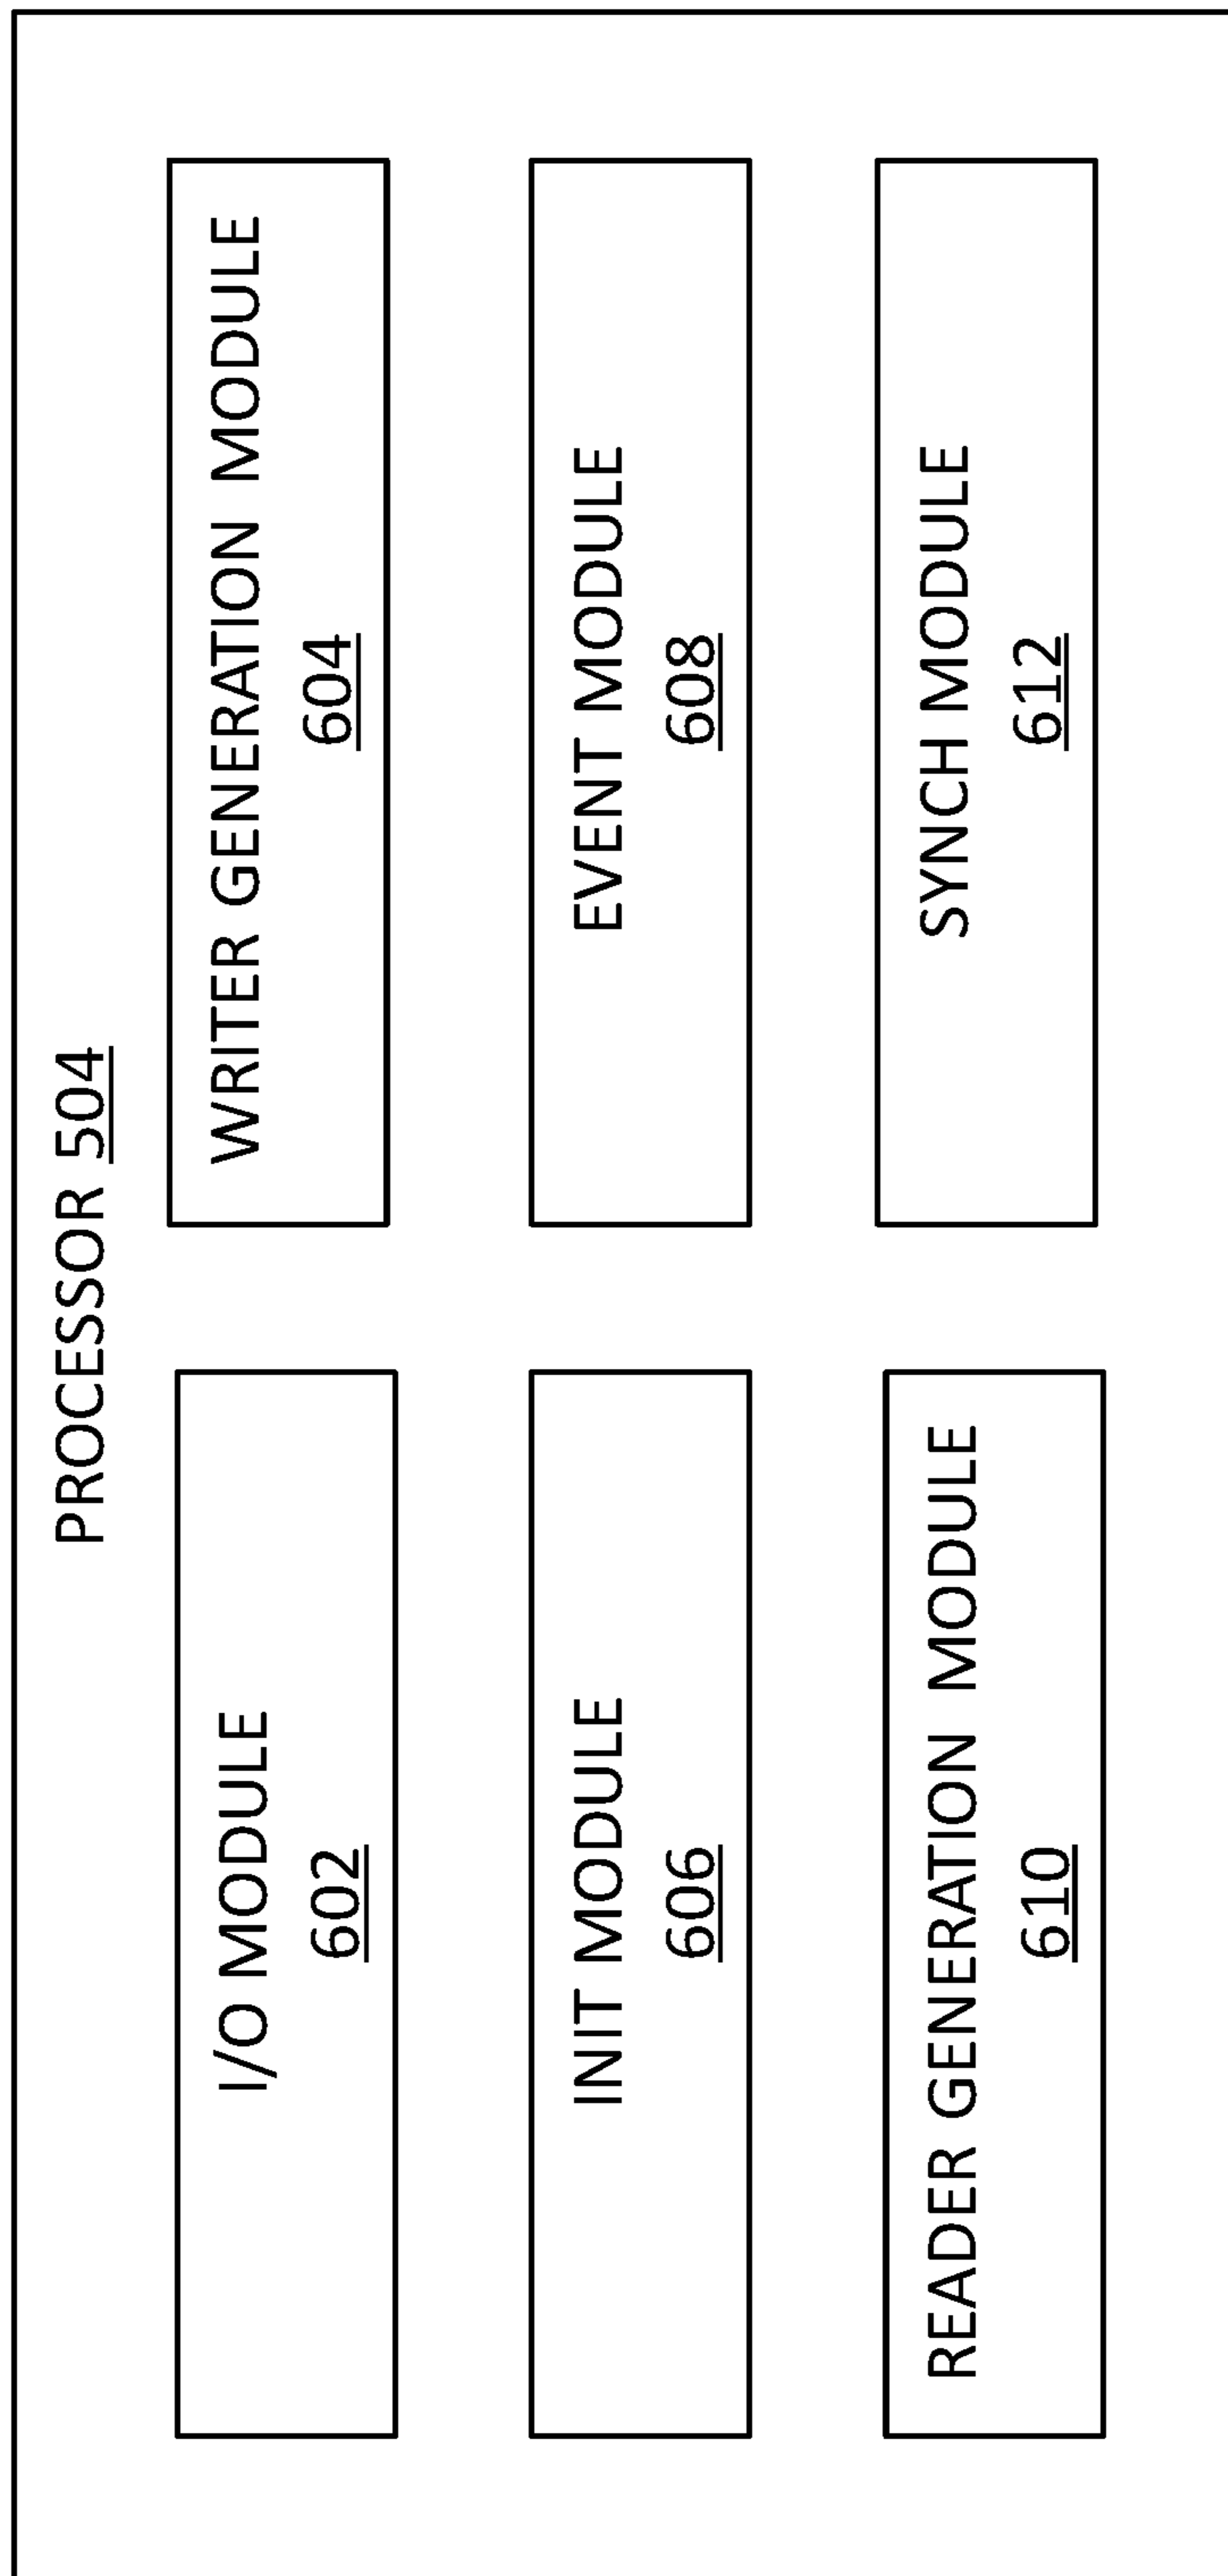 PROCESSOR 504
I/O MODULE
602
WRITER GENERATION MODULE
604
INIT MODULE
606
EVENT MODULE
608
READER GENERATION MODULE
610
SYNCH MODULE
612